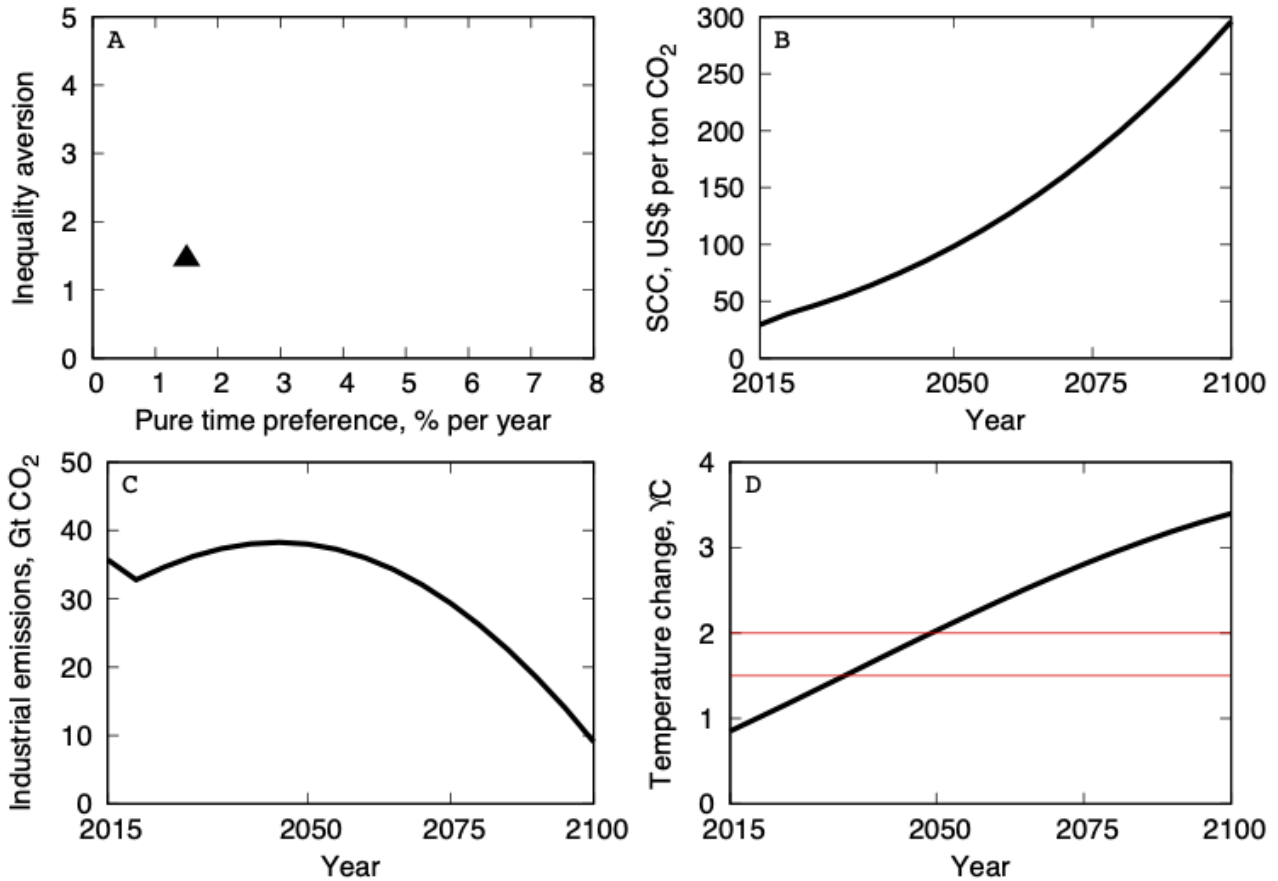 A
Inequality aversion
5
4
3
2
1
0
0 1 2 3 4 5 6 7 8
Pure time preference, % per year
B
SCC, US$ per ton CO₂
300
250
200
150
100
50
0
2015 2050 2075 2100
Year
C
Industrial emissions, Gt CO₂
50
40
30
20
10
0
2015 2050 2075 2100
Year
D
Temperature change, ϒC
4
3
2
1
0
2015 2050 2075 2100
Year